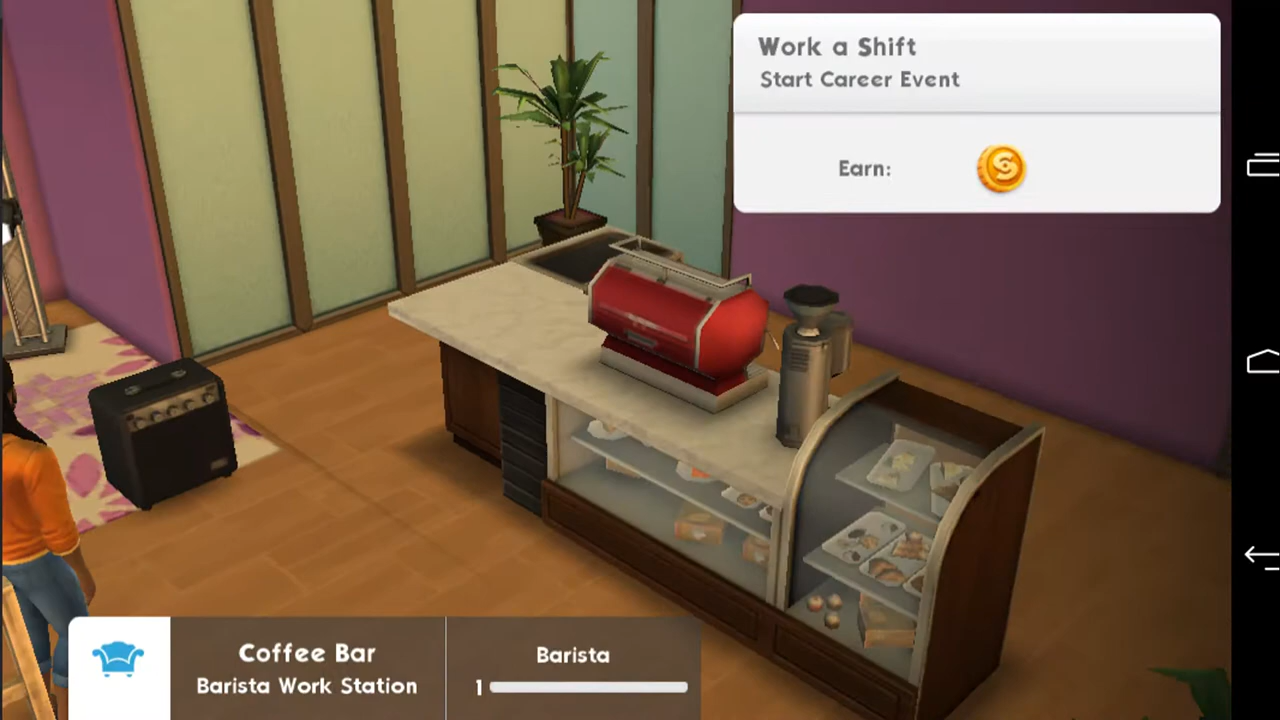 Work a Shift
Start Career Event
Earn:
Coffee Bar
Barista Work Station
Barista
1